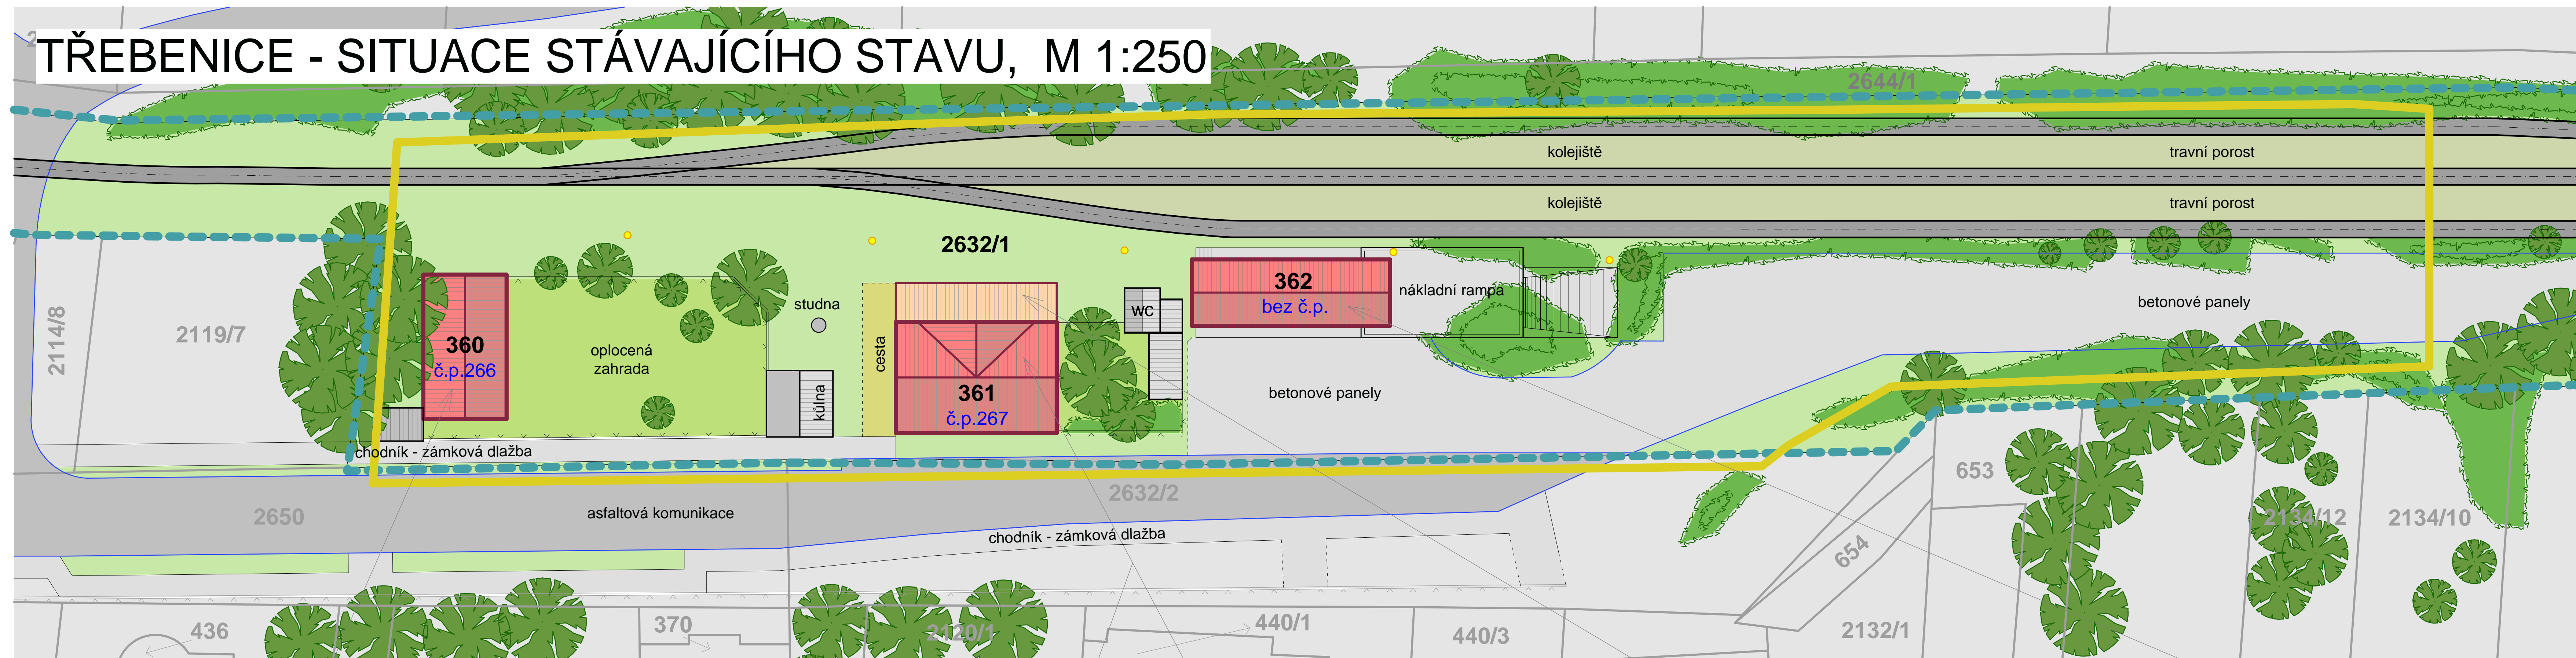 TŘEBENICE - SITUACE STÁVAJÍCÍHO STAVU, M 1:250
2644/1
kolejiště
travní porost
kolejiště
travní porost
2632/1
362
bez č.p.
nákladní rampa
betonové panely
studna
WC
2114/8
2119/7
360
č.p.266
oplocená
zahrada
cesta
kůlna
361
č.p.267
betonové panely
chodník - zámková dlažba
653
2650
asfaltová komunikace
2632/2
chodník - zámková dlažba
654
2134/12
2134/10
436
370
2120/1
440/1
440/3
2132/1